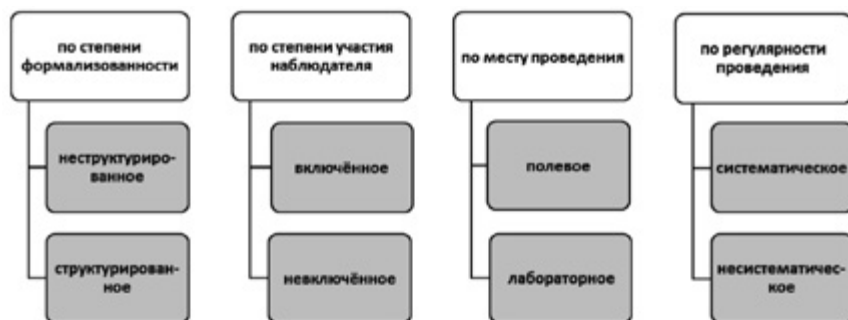 по степени
формализованности
неструктуриро-
ванное
структурирован-
ное
по степени участия
наблюдателя
включённое
невключённое
по месту проведения
полевое
лабораторное
по регулярности
проведения
систематическое
несистематичес-
кое